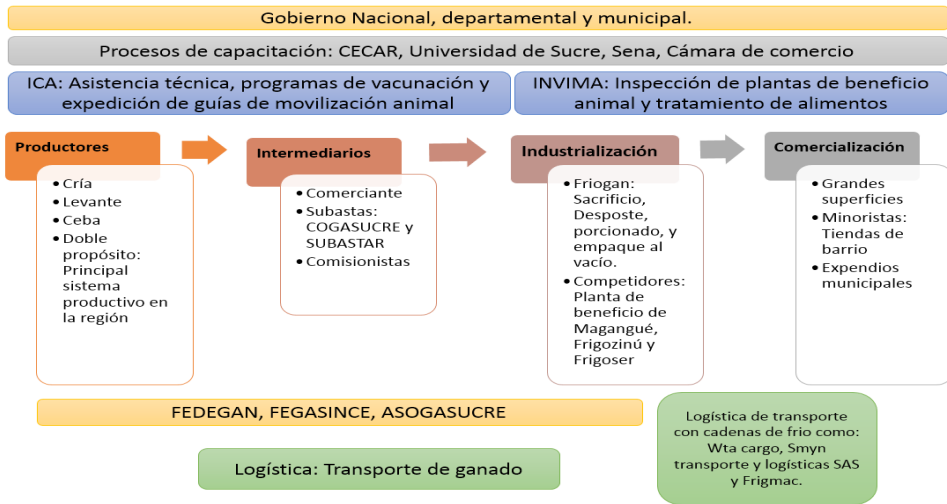 Gobierno Nacional, departamental y municipal.
Procesos de capacitación: CECAR, Universidad de Sucre, Sena, Cámara de comercio
ICA: Asistencia técnica, programas de vacunación y
expedición de guías de movilización animal
INVIMA: Inspección de plantas de beneficio
animal y tratamiento de alimentos
Productores
• Cría
• Levante
• Ceba
• Doble
propósito:
Principal
sistema
productivo en
la región
Intermediarios
• Comerciante
• Subastas:
COGASUCRE y
SUBASTAR
• Comisionistas
Industrialización
• Friogan:
Sacrificio,
Desposte,
porcionado, y
empaque al
vacío.
• Competidores:
Planta de
beneficio de
Magangué,
Frigozinú y
Frigoser
Comercialización
• Grandes
superficies
• Minoristas:
Tiendas de
barrio
• Expendios
municipales
FEDEGAN, FEGASINCE, ASOGASUCRE
Logística: Transporte de ganado
Logística de transporte
con cadenas de frio como:
Wta cargo, Smyn
transporte y logísticas SAS
y Frigmac.